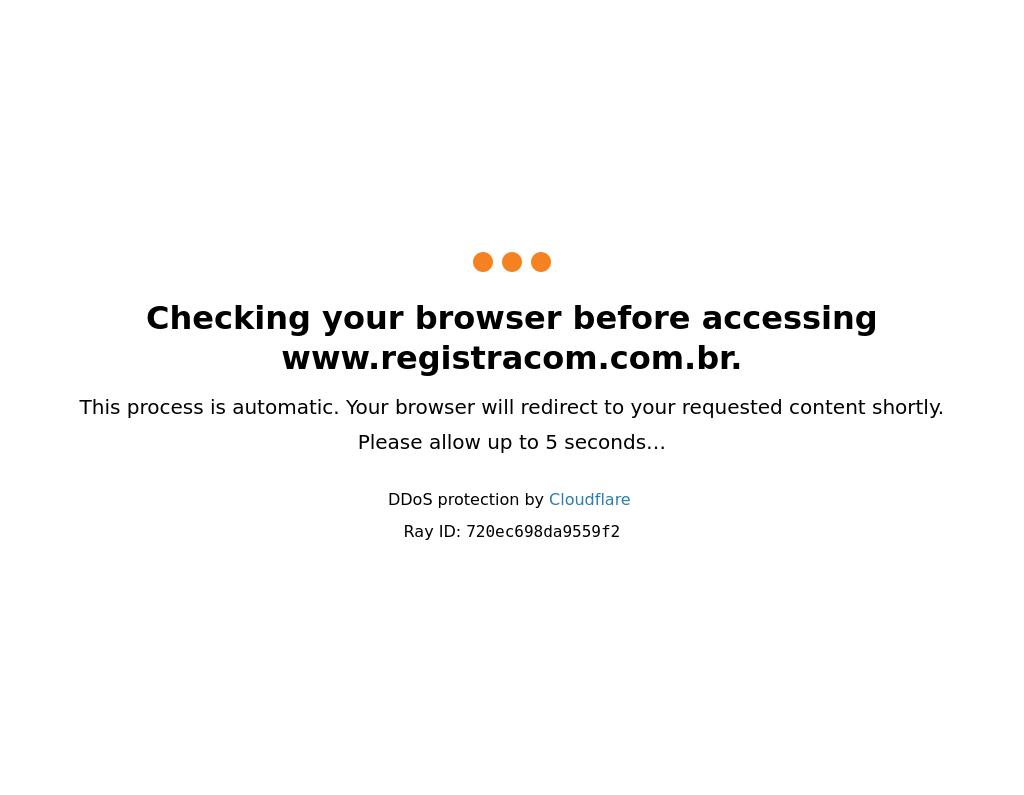 Checking your browser before accessing
www.registracom.com.br.
This process is automatic. Your browser will redirect to your requested content shortly.
Please allow up to 5 seconds…
DDoS protection by Cloudflare
Ray ID: 720ec698da9559f2